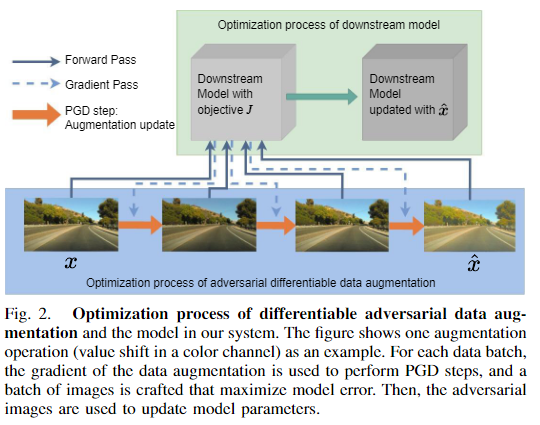 Optimization process of downstream model
Forward Pass
Gradient Pass
PGD step:
Augmentation update
Downstream
Model with
objective J
Downstream
Model
updated with x̂
x
x̂
Optimization process of adversarial differentiable data augmentation
Fig. 2. Optimization process of differentiable adversarial data aug-
mentation and the model in our system. The figure shows one augmentation
operation (value shift in a color channel) as an example. For each data batch,
the gradient of the data augmentation is used to perform PGD steps, and a
batch of images is crafted that maximize model error. Then, the adversarial
images are used to update model parameters.